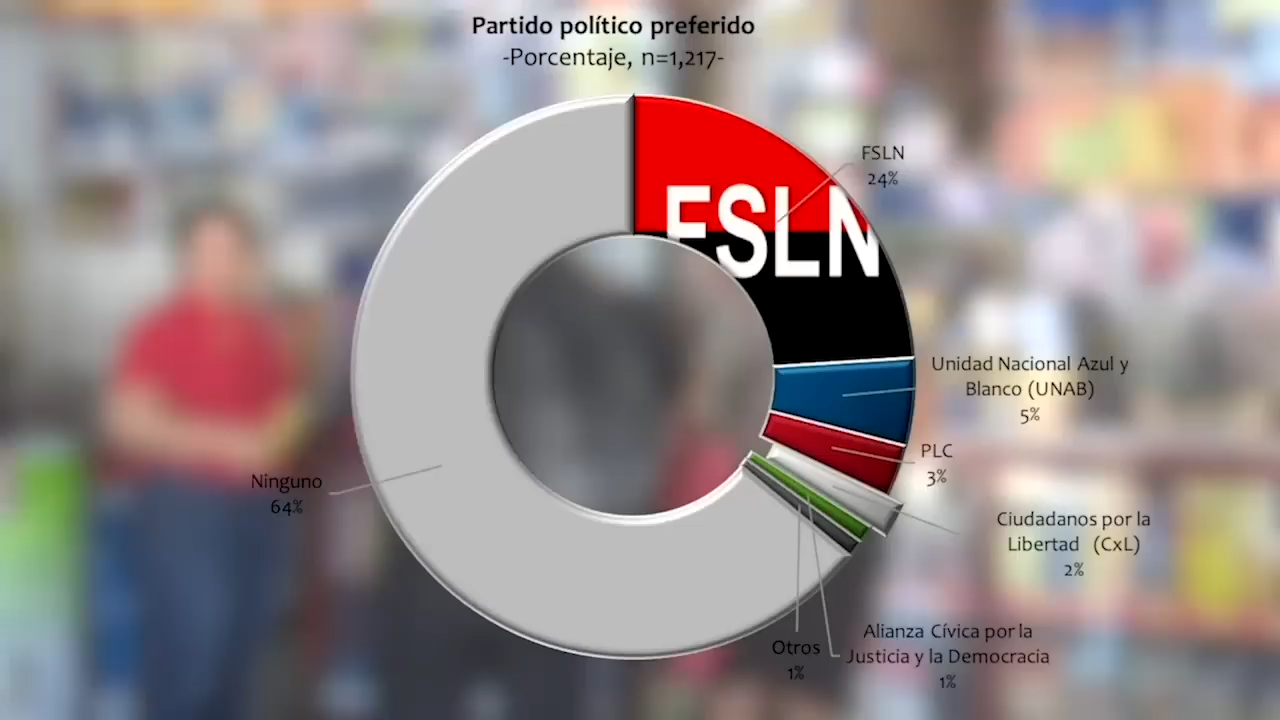 Partido político preferido
-Porcentaje, n=1,217-
FSLN
24%
FSLN
Unidad Nacional Azul y
Blanco (UNAB)
5%
PLC
3%
Ciudadanos por la
Libertad (CxL)
2%
Alianza Cívica por la
Justicia y la Democracia
1%
Otros
1%
Ninguno
64%